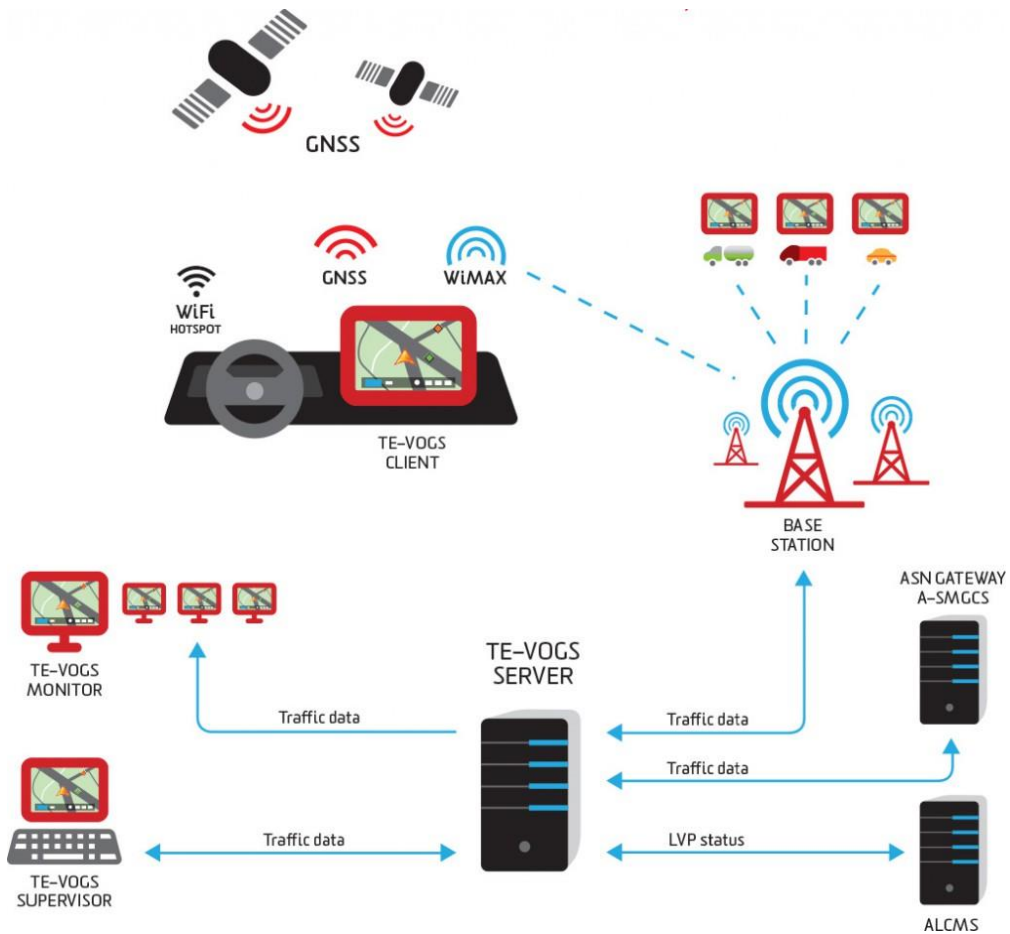 GNSS
GNSS
WiMAX
WiFi
HOTSPOT
TE-VOGS
CLIENT
BASE
STATION
ASN GATEWAY
A-SMGCS
TE-VOGS
MONITOR
TE-VOGS
SERVER
Traffic data
Traffic data
Traffic data
Traffic data
LVP status
TE-VOGS
SUPERVISOR
ALCMS